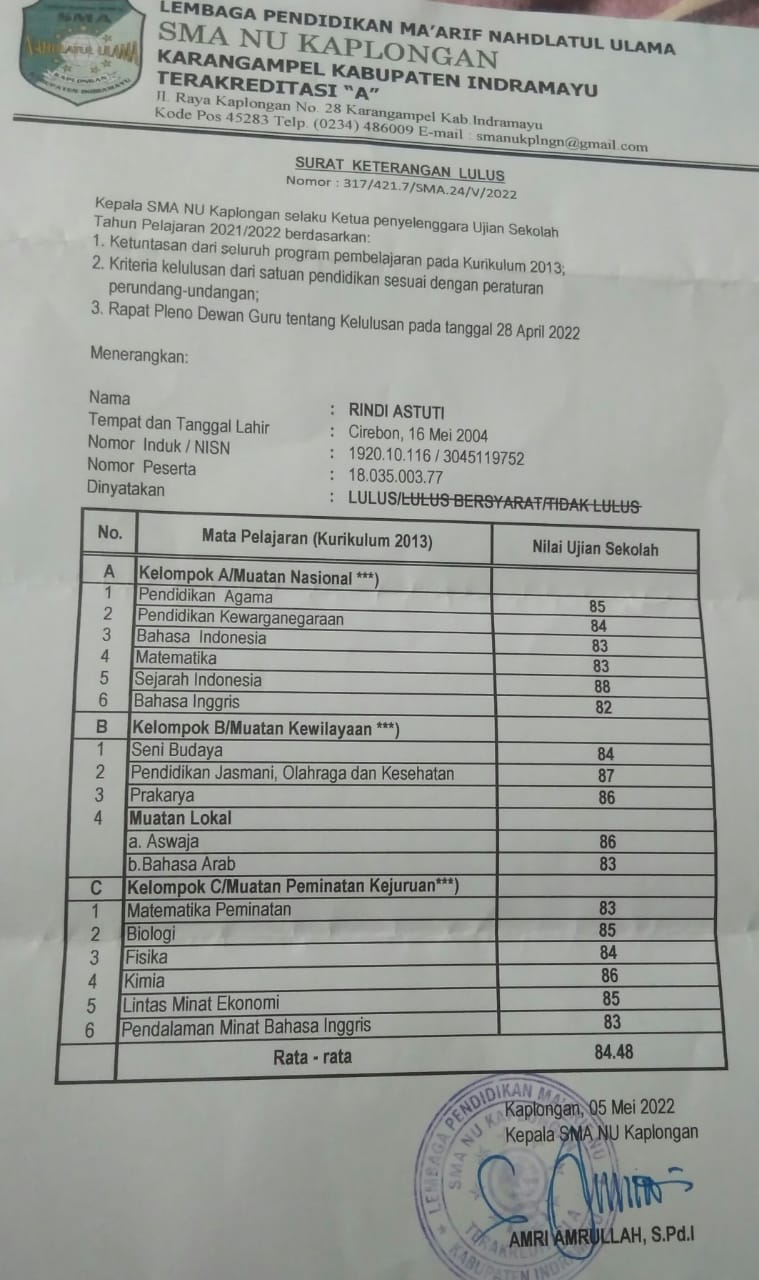 SMA
NAHDLATUL ULAMA
KAPLONGAN
KABUPATEN INDRAMAYU
LEMBAGA PENDIDIKAN MA'ARIF NAHDLATUL ULAMA
SMA NU KAPLONGAN
KARANGAMPEL KABUPATEN INDRAMAYU
TERAKREDITASI "A"
Jl. Raya Kaplongan No. 28 Karangampel Kab.Indramayu
Kode Pos 45283 Telp. (0234) 486009 E-mail : smanukplngn@gmail.com
SURAT KETERANGAN LULUS
Nomor : 317/421.7/SMA.24/V/2022
Kepala SMA NU Kaplongan selaku Ketua penyelenggara Ujian Sekolah
Tahun Pelajaran 2021/2022 berdasarkan:
1. Ketuntasan dari seluruh program pembelajaran pada Kurikulum 2013;
2. Kriteria kelulusan dari satuan pendidikan sesuai dengan peraturan
perundang-undangan;
3. Rapat Pleno Dewan Guru tentang Kelulusan pada tanggal 28 April 2022
Menerangkan:
Nama : RINDI ASTUTI
Tempat dan Tanggal Lahir : Cirebon, 16 Mei 2004
Nomor Induk / NISN : 1920.10.116 / 3045119752
Nomor Peserta : 18.035.003.77
Dinyatakan : LULUS/LULUS BERSYARAT/TIDAK LULUS
No. Mata Pelajaran (Kurikulum 2013) Nilai Ujian Sekolah
A Kelompok A/Muatan Nasional ***)
1 Pendidikan Agama 85
2 Pendidikan Kewarganegaraan 84
3 Bahasa Indonesia 83
4 Matematika 83
5 Sejarah Indonesia 88
6 Bahasa Inggris 82
B Kelompok B/Muatan Kewilayaan ***)
1 Seni Budaya 84
2 Pendidikan Jasmani, Olahraga dan Kesehatan 87
3 Prakarya 86
4 Muatan Lokal
a. Aswaja 86
b.Bahasa Arab 83
C Kelompok C/Muatan Peminatan Kejuruan***)
1 Matematika Peminatan 83
2 Biologi 85
3 Fisika 84
4 Kimia 86
5 Lintas Minat Ekonomi 85
6 Pendalaman Minat Bahasa Inggris 83
Rata - rata 84.48
Kaplongan, 05 Mei 2022
Kepala SMA NU Kaplongan
AMRI AMRULLAH, S.Pd.I
LEMBAGA PENDIDIKAN MA'ARIF NU
SMA NU KAPLONGAN
KABUPATEN INDRAMAYU